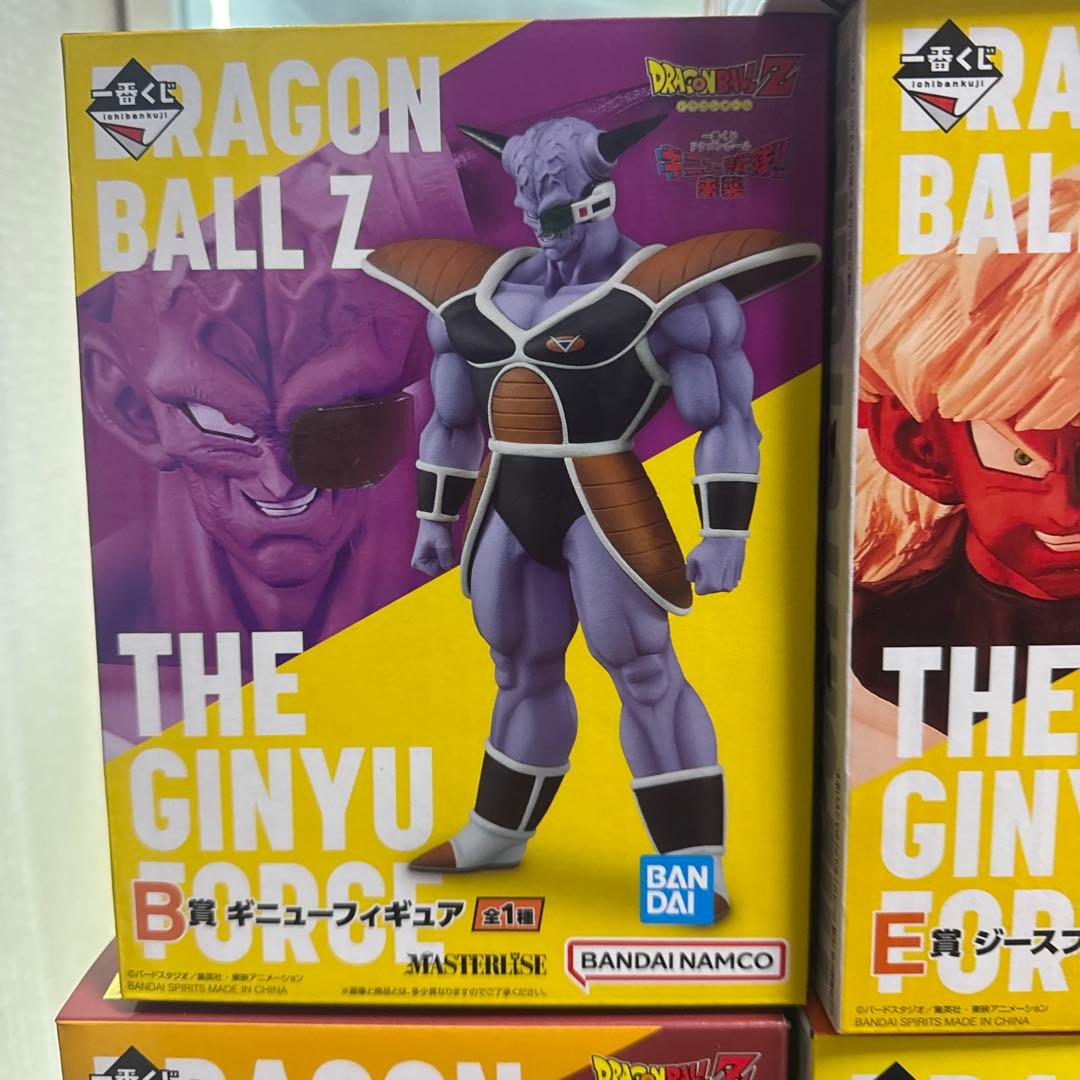 一番くじ
ichibankuji
DRAGON
BALL Z
DRAGONBALL Z
ドラゴンボール
一番くじ
ドラゴンボール
ギニュー特戦隊!!
来襲
THE
GINYU
FORCE
B賞 ギニューフィギュア 全1種
MASTERLISE
BAN
DAI
BANDAI NAMCO
©バードスタジオ/集英社・東映アニメーション
BANDAI SPIRITS MADE IN CHINA
※画像と商品とは、多少異なりますのでご了承ください。
一番くじ
ichibankuji
DRA
BAL
THE
GINY
FOR
E賞 ジースフ
©バードスタジオ/集英社・東映アニメーション
BANDAI SPIRITS MADE IN CHINA
一番くじ
DRAGON
DRAGONBALL Z